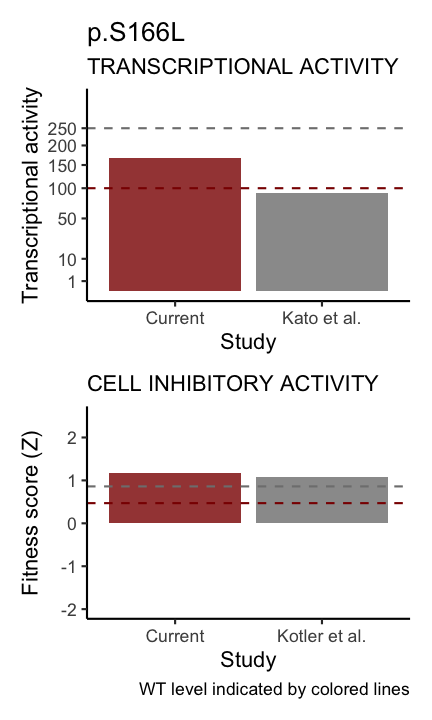 p.S166L
TRANSCRIPTIONAL ACTIVITY
Transcriptional activity
250
200
150
100
50
10
1
Current
Kato et al.
Study
CELL INHIBITORY ACTIVITY
Fitness score (Z)
2
1
0
-1
-2
Current
Kotler et al.
Study
WT level indicated by colored lines